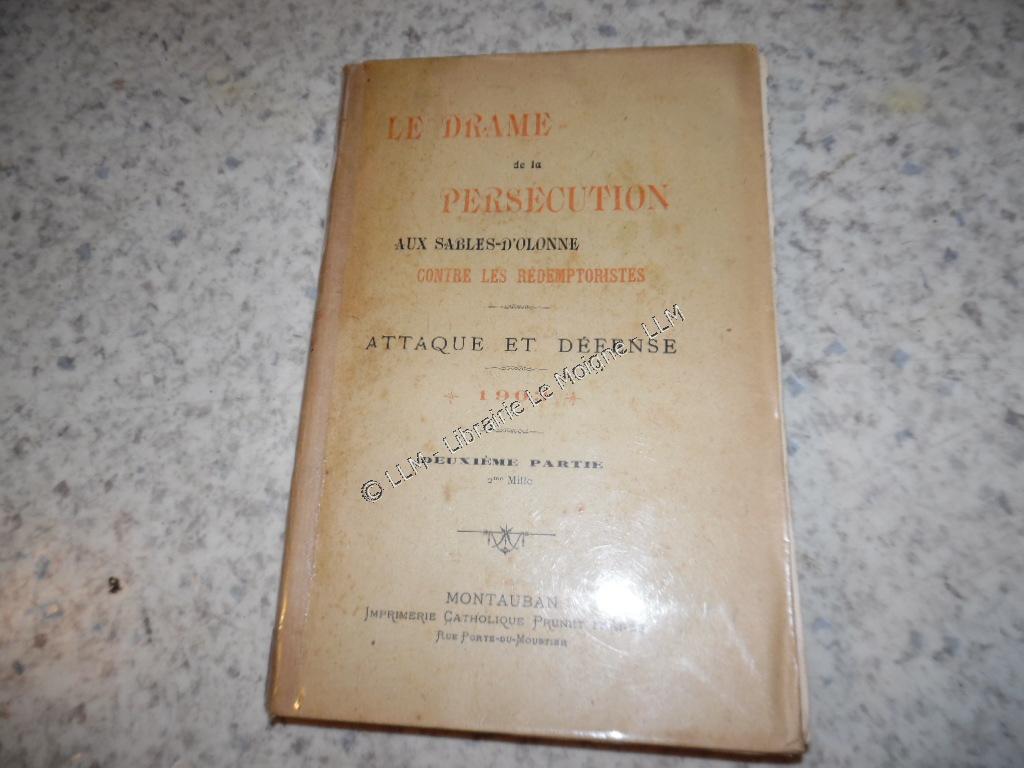 LE DRAME
de la
PERSÉCUTION
AUX SABLES-D'OLONNE
CONTRE LES RÉDEMPTORISTES
ATTAQUE ET DÉFENSE
DEUXIÈME PARTIE
2me Mille
MONTAUBAN
IMPRIMERIE CATHOLIQUE PRUNET FRÈRES
RUE PORTE-DU-MOUSTIER
© LLM - Librairie Le Moigne - LLM